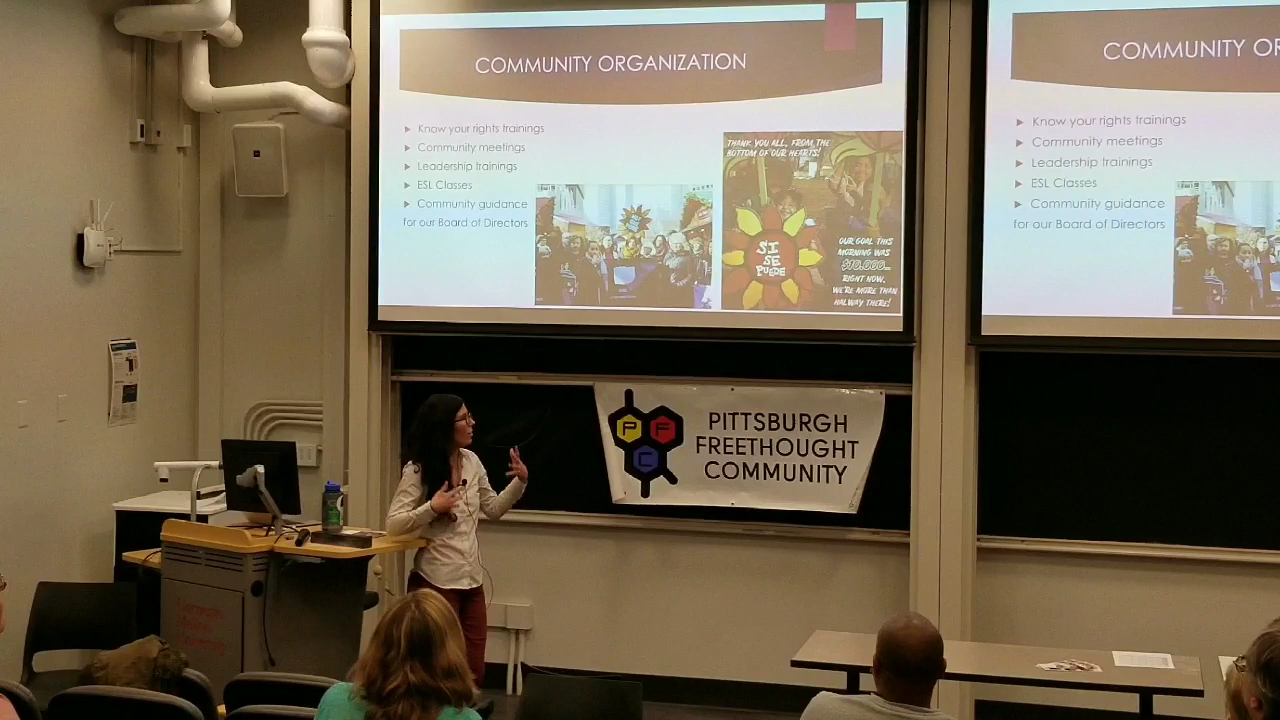 COMMUNITY ORGANIZATION
Know your rights trainings
Community meetings
Leadership trainings
ESL Classes
Community guidance
for our Board of Directors
THANK YOU ALL, FROM THE
BOTTOM OF OUR HEARTS!
SI
SE
PUEDE
OUR GOAL THIS
MORNING WAS
$10,000...
RIGHT NOW,
WE'RE MORE THAN
HALWAY THERE!
COMMUNITY OR
Know your rights trainings
Community meetings
Leadership trainings
ESL Classes
Community guidance
for our Board of Directors
P F
C
PITTSBURGH
FREETHOUGHT
COMMUNITY